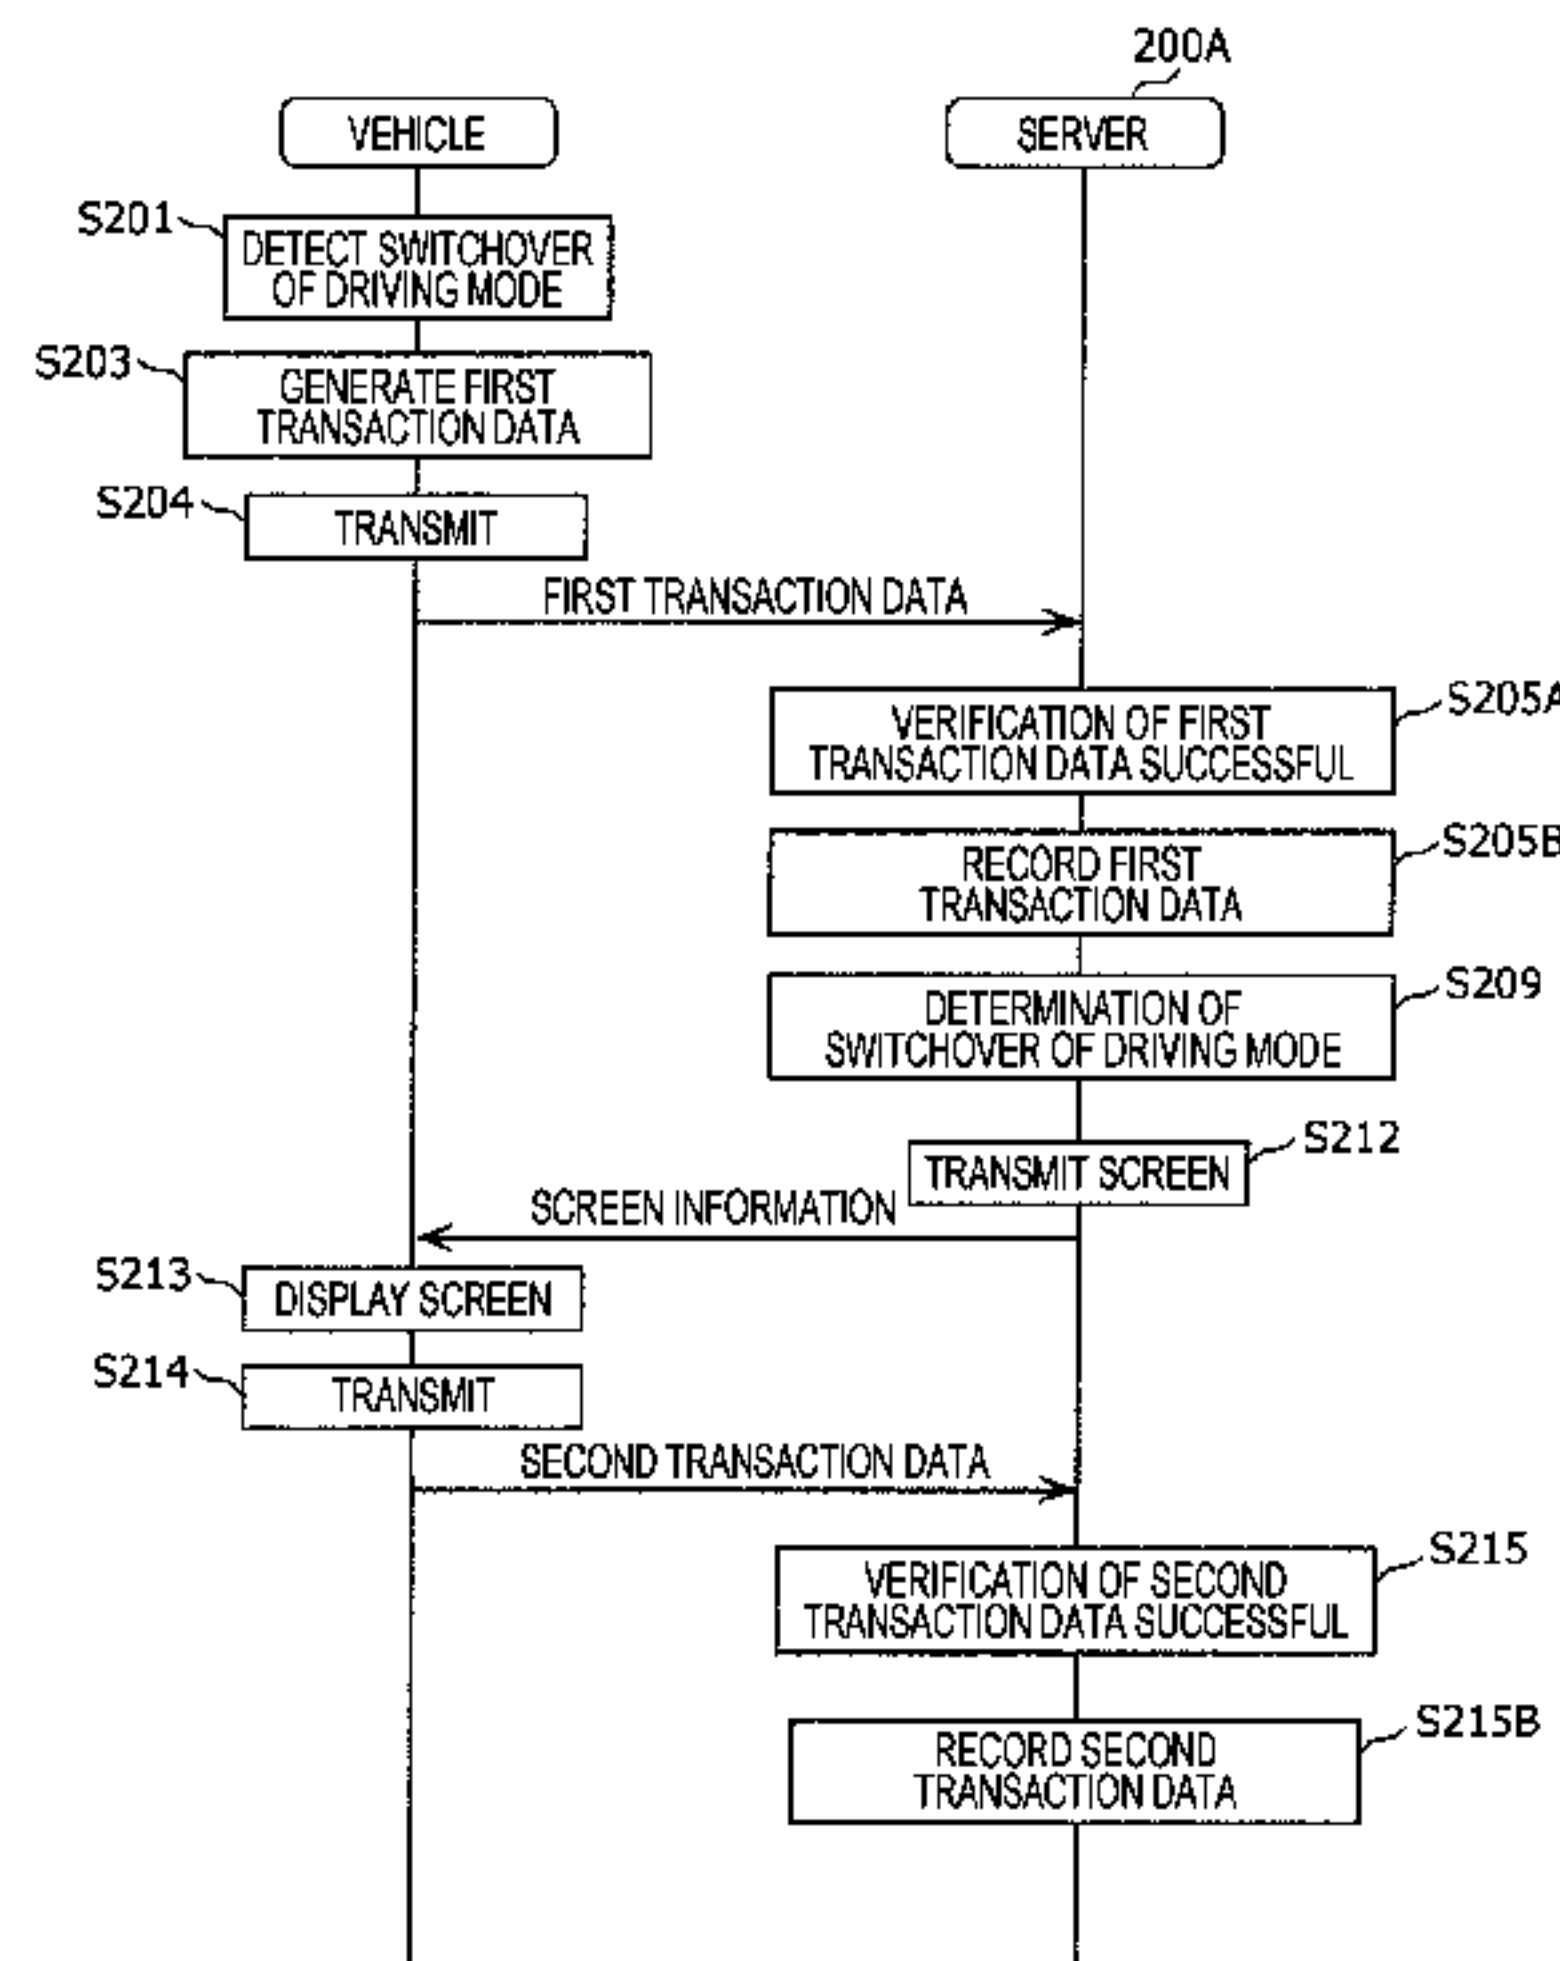 200A
VEHICLE
SERVER
S201
DETECT SWITCHOVER
OF DRIVING MODE
S203
GENERATE FIRST
TRANSACTION DATA
S204
TRANSMIT
FIRST TRANSACTION DATA
S205A
VERIFICATION OF FIRST
TRANSACTION DATA SUCCESSFUL
S205B
RECORD FIRST
TRANSACTION DATA
S209
DETERMINATION OF
SWITCHOVER OF DRIVING MODE
S212
TRANSMIT SCREEN
SCREEN INFORMATION
S213
DISPLAY SCREEN
S214
TRANSMIT
SECOND TRANSACTION DATA
S215
VERIFICATION OF SECOND
TRANSACTION DATA SUCCESSFUL
S215B
RECORD SECOND
TRANSACTION DATA